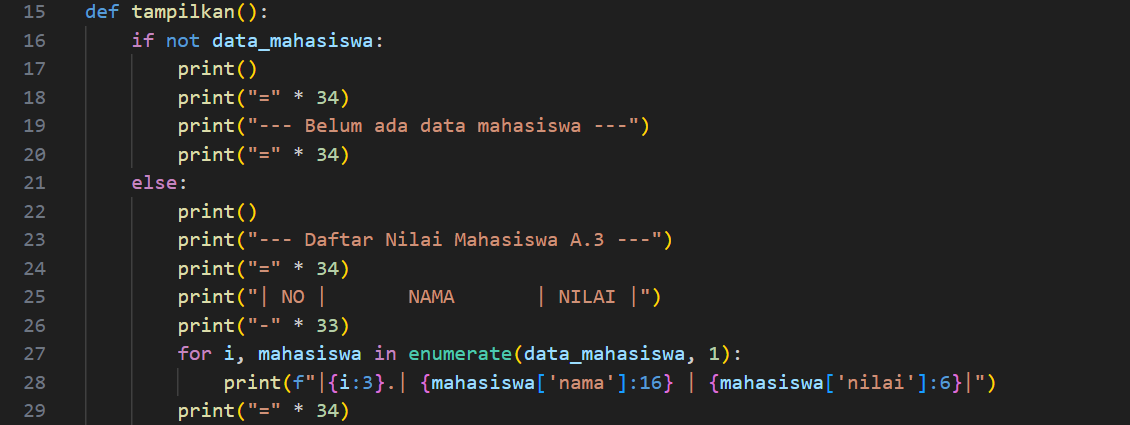 15 def tampilkan():
16     if not data_mahasiswa:
17         print()
18         print("=" * 34)
19         print("--- Belum ada data mahasiswa ---")
20         print("=" * 34)
21     else:
22         print()
23         print("--- Daftar Nilai Mahasiswa A.3 ---")
24         print("=" * 34)
25         print("| NO |       NAMA       | NILAI |")
26         print("-" * 33)
27         for i, mahasiswa in enumerate(data_mahasiswa, 1):
28             print(f"|{i:3}.| {mahasiswa['nama']:16} | {mahasiswa['nilai']:6}|")
29         print("=" * 34)